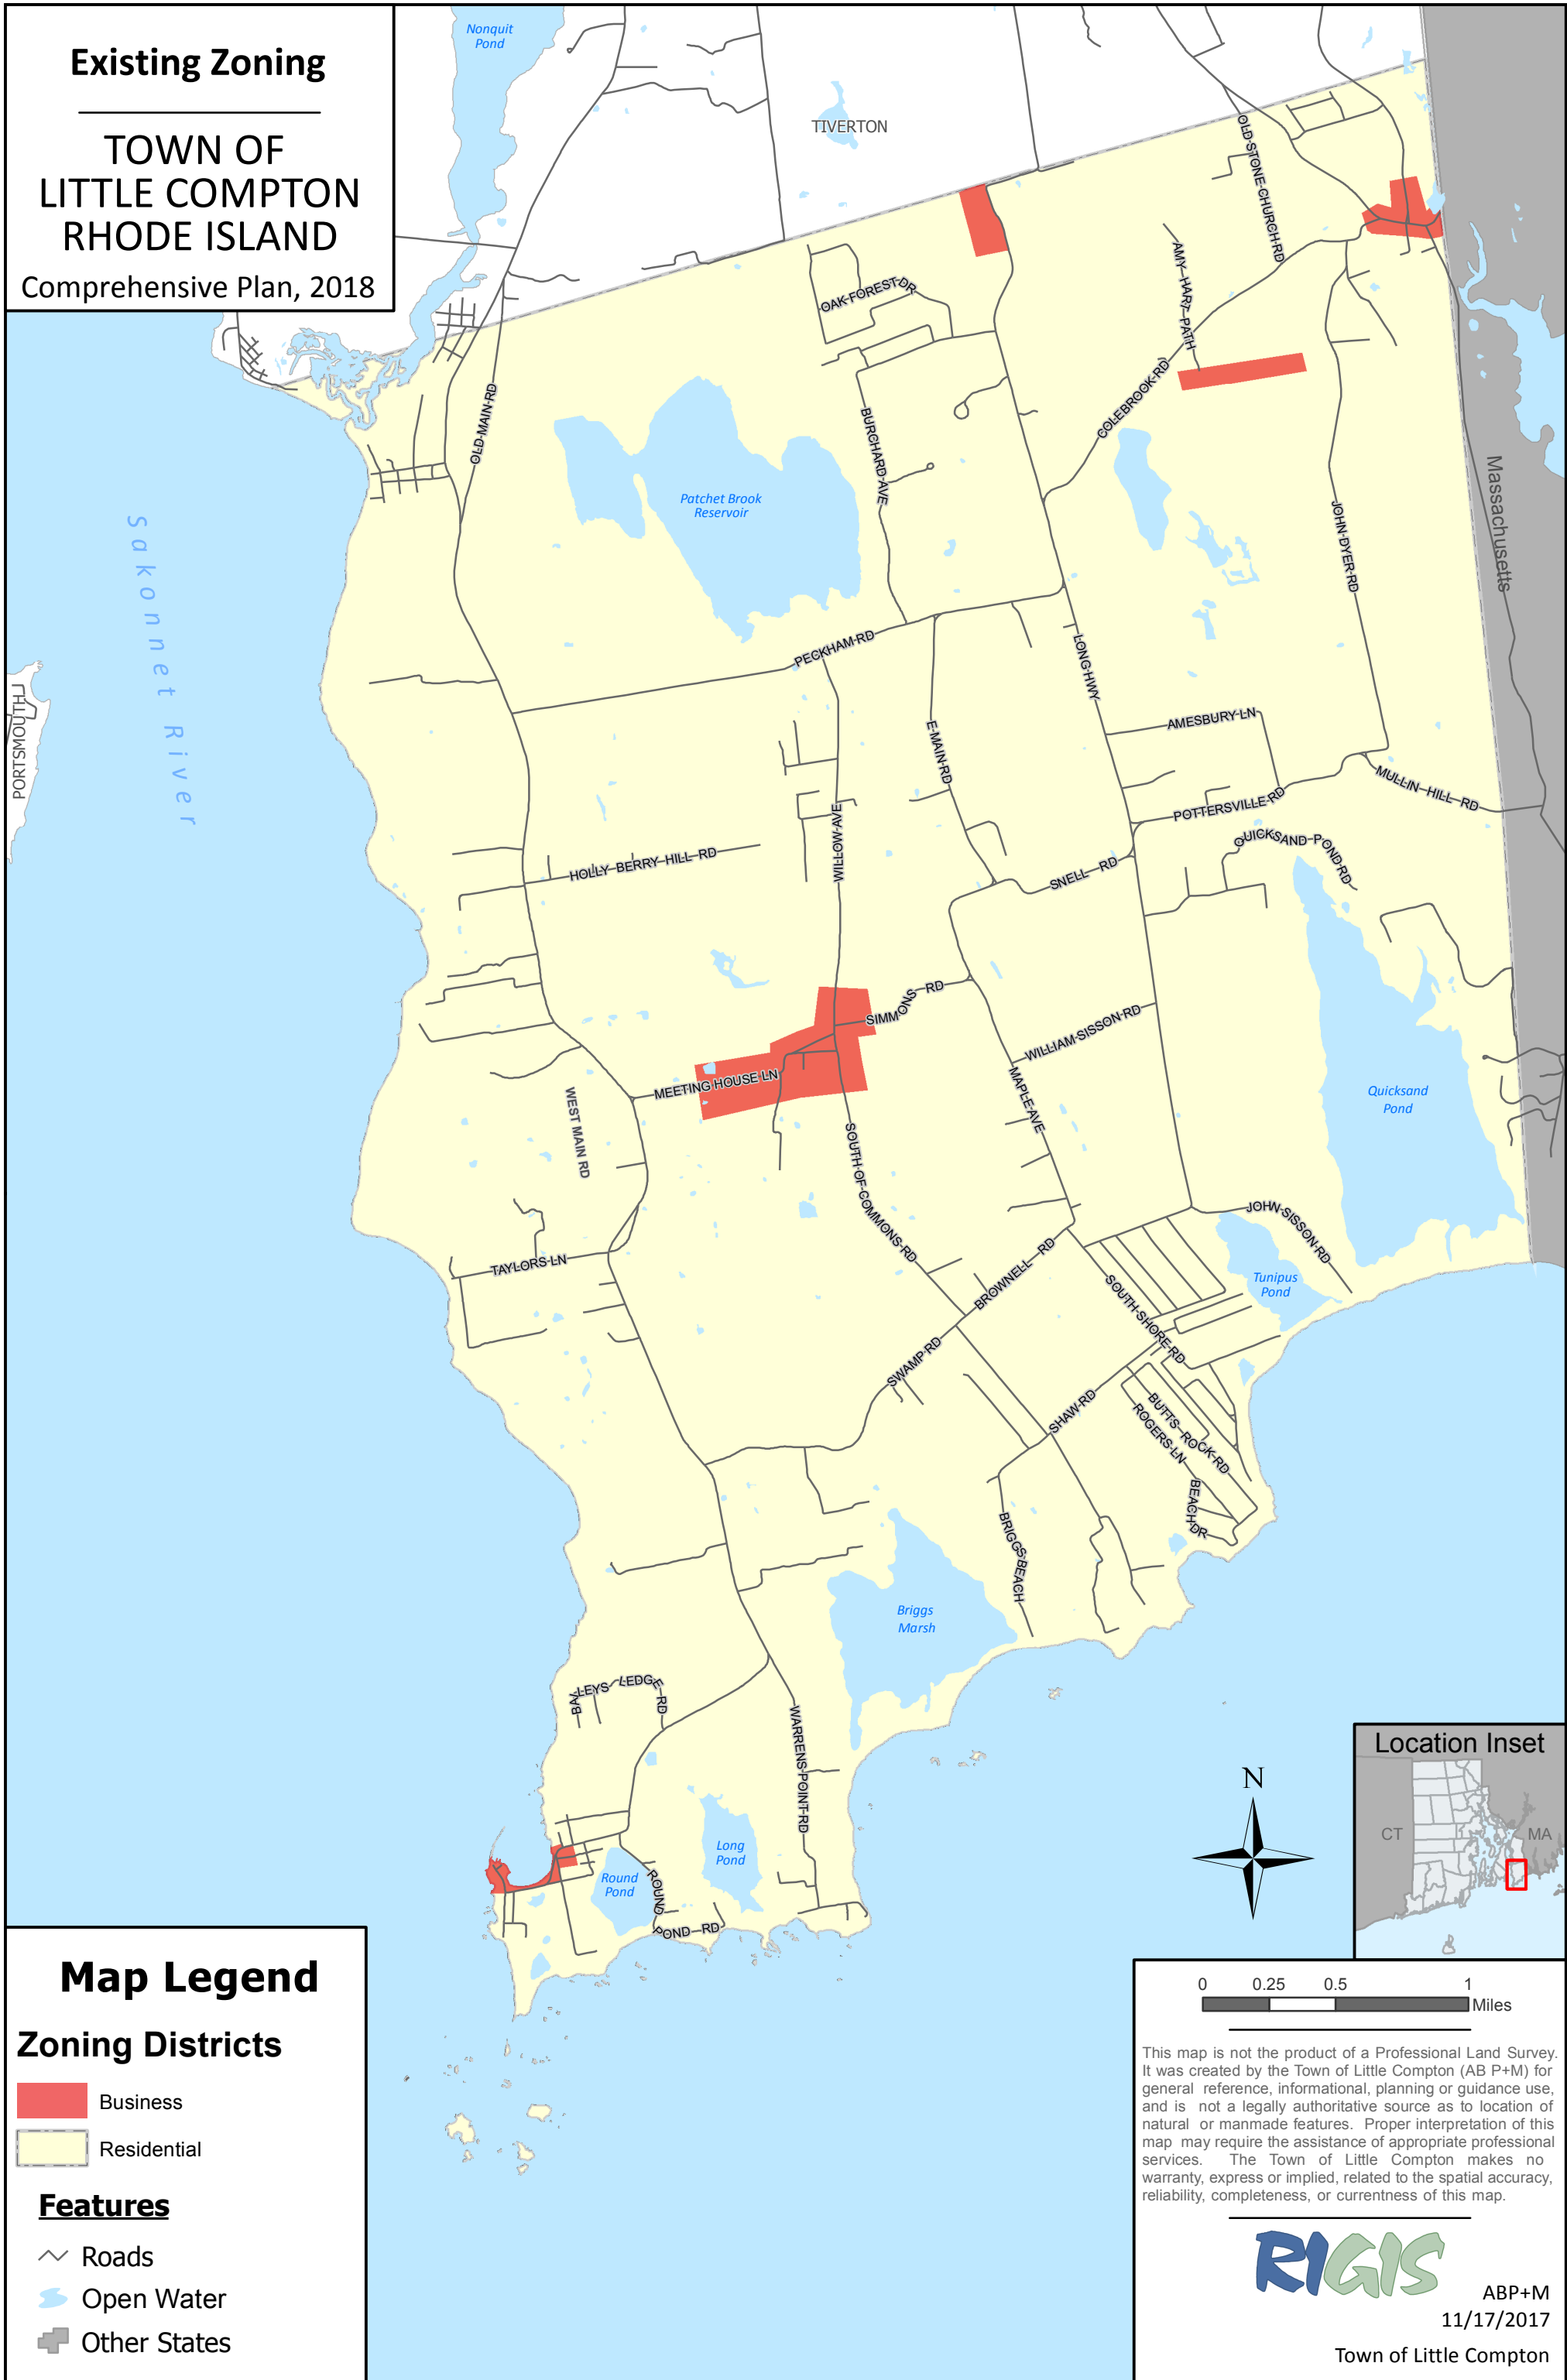 Existing Zoning
TOWN OF
LITTLE COMPTON
RHODE ISLAND
Comprehensive Plan, 2018
Nonquit
Pond
TIVERTON
OLD STONE CHURCH RD
AMY HART PATH
OAK FOREST DR
COLEBROOK RD
OLD MAIN RD
BURCHARD AVE
Patchet Brook
Reservoir
Massachusetts
JOHN DYER RD
Sakonnet River
PORTSMOUTH
PECKHAM RD
LONG HWY
E MAIN RD
AMESBURY LN
MULLIN HILL RD
POTTERSVILLE RD
QUICKSAND POND RD
WILLOW AVE
HOLLY BERRY HILL RD
SNELL RD
SIMMONS RD
WILLIAM SISSON RD
MEETING HOUSE LN
MAPLE AVE
WEST MAIN RD
Quicksand
Pond
SOUTH OF COMMONS RD
JOHN SISSON RD
TAYLORS LN
BROWNELL RD
Tunipus
Pond
SOUTH SHORE RD
SWAMP RD
SHAW RD
BUTTS ROCK RD
ROGERS LN
BEACH DR
BRIGGS BEACH
Briggs
Marsh
BAILEYS LEDGE RD
WARRENS POINT RD
Long
Pond
Round
Pond
ROUND POND RD
N
Location Inset
CT
MA
Map Legend
Zoning Districts
Business
Residential
Features
Roads
Open Water
Other States
0 0.25 0.5 1
Miles
This map is not the product of a Professional Land Survey.
It was created by the Town of Little Compton (AB P+M) for
general reference, informational, planning or guidance use,
and is not a legally authoritative source as to location of
natural or manmade features. Proper interpretation of this
map may require the assistance of appropriate professional
services. The Town of Little Compton makes no
warranty, express or implied, related to the spatial accuracy,
reliability, completeness, or currentness of this map.
RIGIS
ABP+M
11/17/2017
Town of Little Compton